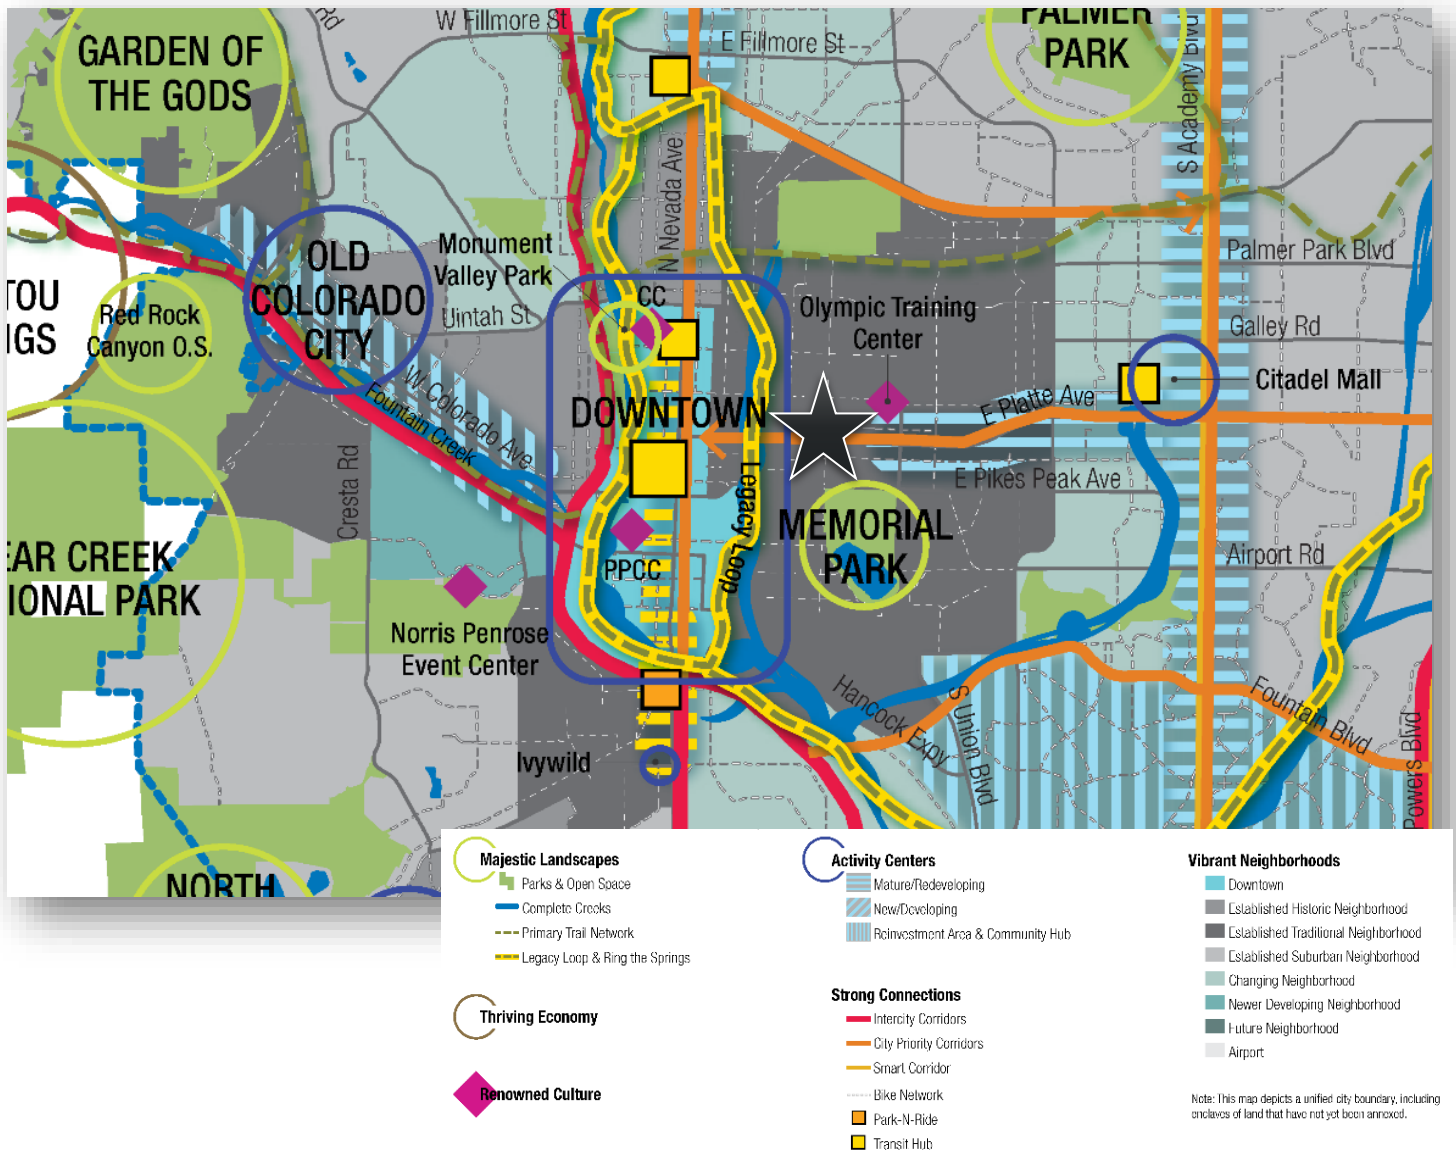 GARDEN OF
THE GODS
Rd
W Fillmore St
E Fillmore St
PALMER
PARK
S Academy Blvd
N Nevada Ave
OLD
COLORADO
CITY
Monument
Valley Park
Uintah St
CC
Palmer Park Blvd
TOU
IGS
Red Rock
Canyon O.S.
Olympic Training
Center
Galley Rd
Citadel Mall
W Colorado Ave
Fountain Creek
DOWNTOWN
E Platte Ave
E Pikes Peak Ave
Cresta Rd
Legacy Loop
MEMORIAL
PARK
Airport Rd
EAR CREEK
IONAL PARK
PPCC
Norris Penrose
Event Center
Hancock Expy
S Union Blvd
Fountain Blvd
Powers Blvd
Ivywild
NORTH
Majestic Landscapes
Parks & Open Space
Complete Creeks
Primary Trail Network
Legacy Loop & Ring the Springs
Thriving Economy
Renowned Culture
Activity Centers
Mature/Redeveloping
New/Developing
Reinvestment Area & Community Hub
Strong Connections
Intercity Corridors
City Priority Corridors
Smart Corridor
Bike Network
Park-N-Ride
Transit Hub
Vibrant Neighborhoods
Downtown
Established Historic Neighborhood
Established Traditional Neighborhood
Established Suburban Neighborhood
Changing Neighborhood
Newer Developing Neighborhood
Future Neighborhood
Airport
Note: This map depicts a unified city boundary, including
enclaves of land that have not yet been annexed.